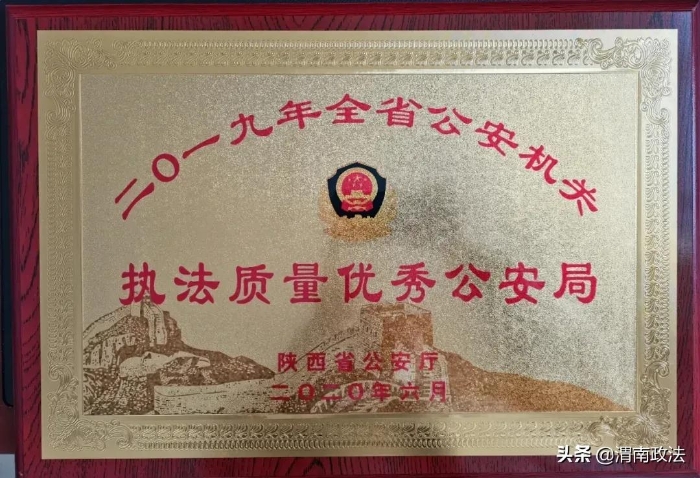 二〇一九年全省公安机关
执法质量优秀公安局
陕西省公安厅
二〇二〇年六月
头条 @渭南政法